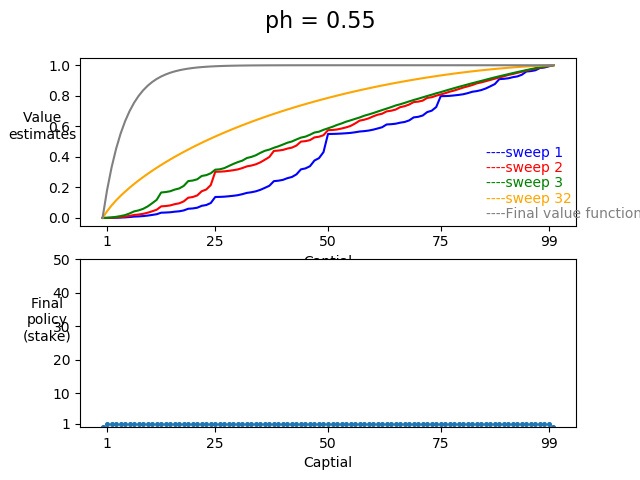 ph = 0.55
1.0
0.8
0.6
0.4
0.2
0.0
Value
estimates
----sweep 1
----sweep 2
----sweep 3
----sweep 32
----Final value function
1 25 50 75 99
Captial
50
40
30
20
10
1
Final
policy
(stake)
1 25 50 75 99
Captial